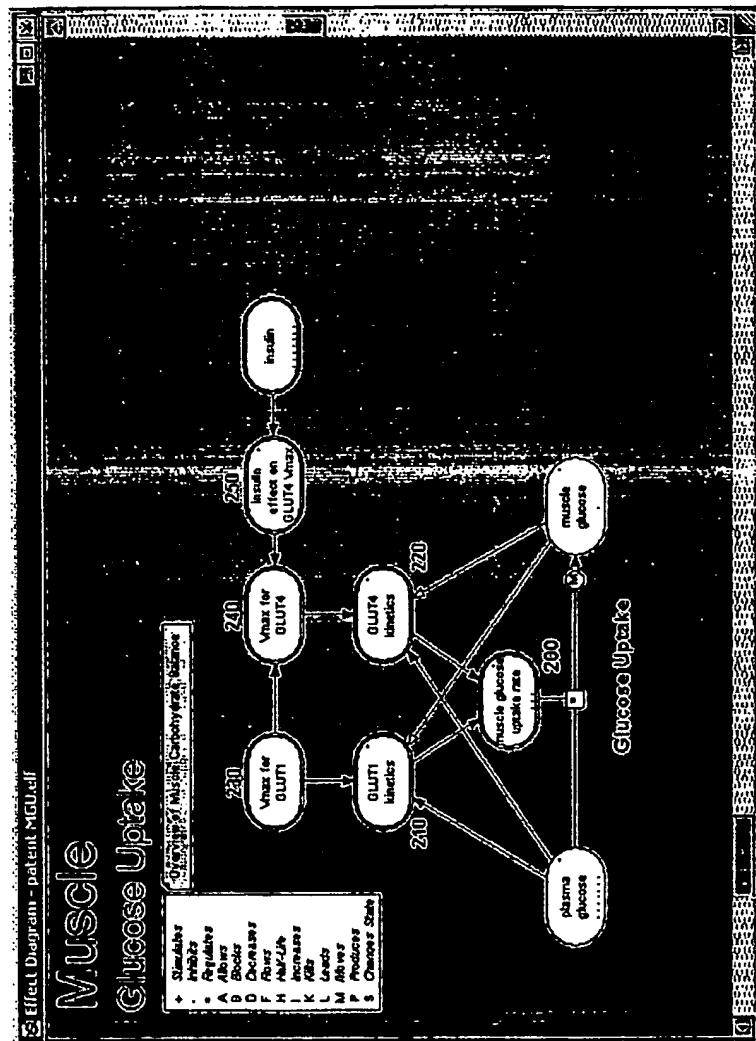 Effect Diagram - patent MGU.elf
Muscle
Glucose Uptake
Overview of Muscle Carbohydrate Balance
+ Stimulates
- Inhibits
* Regulates
A Allows
B Blocks
D Decreases
F Flows
H Half-Life
I Increases
K Kills
L Leads
M Moves
P Produces
S Changes State
230
Vmax for
GLUT1
240
Vmax for
GLUT4
250
insulin
effect on
GLUT4 Vmax
insulin
GLUT1
kinetics
210
GLUT4
kinetics
220
muscle glucose
uptake rate
200
plasma
glucose
M
muscle
glucose
Glucose Uptake